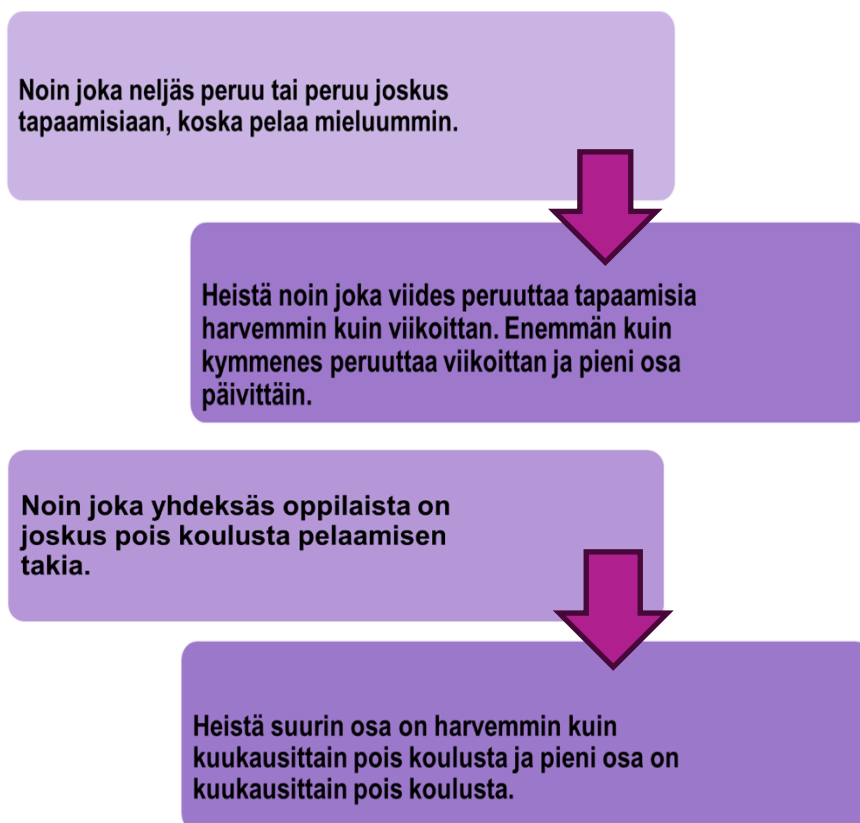 Noin joka neljäs peruu tai peruu joskus
tapaamisiaan, koska pelaa mieluummin.
Heistä noin joka viides peruuttaa tapaamisia
harvemmin kuin viikoittan. Enemmän kuin
kymmenes peruuttaa viikoittan ja pieni osa
päivittäin.
Noin joka yhdeksäs oppilaista on
joskus pois koulusta pelaamisen
takia.
Heistä suurin osa on harvemmin kuin
kuukausittain pois koulusta ja pieni osa on
kuukausittain pois koulusta.